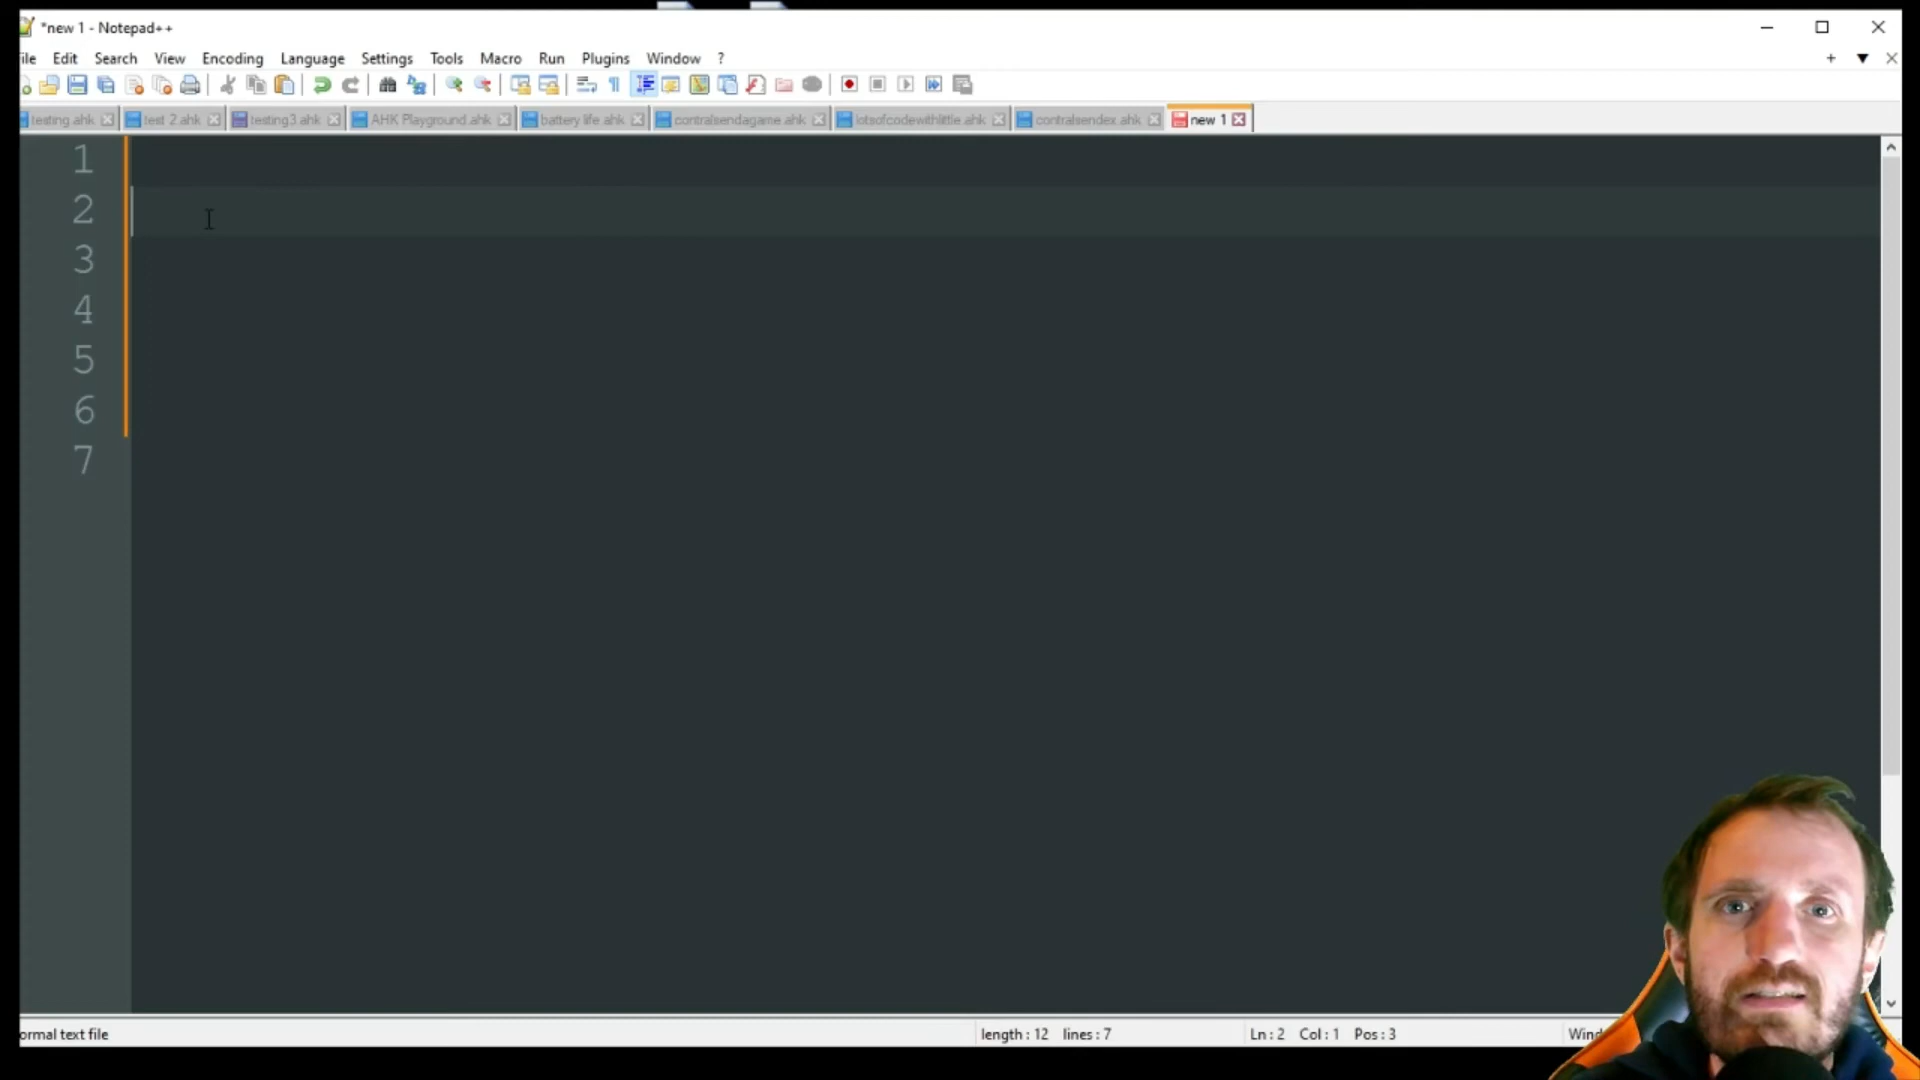 *new 1 - Notepad++
ile Edit Search View Encoding Language Settings Tools Macro Run Plugins Window ?
testing.ahk test 2.ahk testing3.ahk AHK Playground.ahk battery life.ahk contralsendagame.ahk lotsofcodewithlittle.ahk contralsendex.ahk new 1
1
2
3
4
5
6
7
ormal text file length : 12 lines : 7 Ln : 2 Col : 1 Pos : 3 Wind